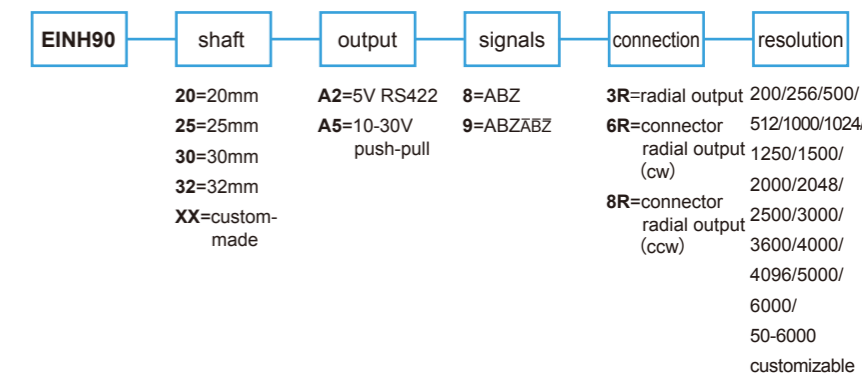 EINH90
shaft
output
signals
connection
resolution
20=20mm
25=25mm
30=30mm
32=32mm
XX=custom-
made
A2=5V RS422
A5=10-30V
push-pull
8=ABZ
9=ABZA̅B̅Z̅
3R=radial output
6R=connector
radial output
(cw)
8R=connector
radial output
(ccw)
200/256/500/
512/1000/1024/
1250/1500/
2000/2048/
2500/3000/
3600/4000/
4096/5000/
6000/
50-6000
customizable